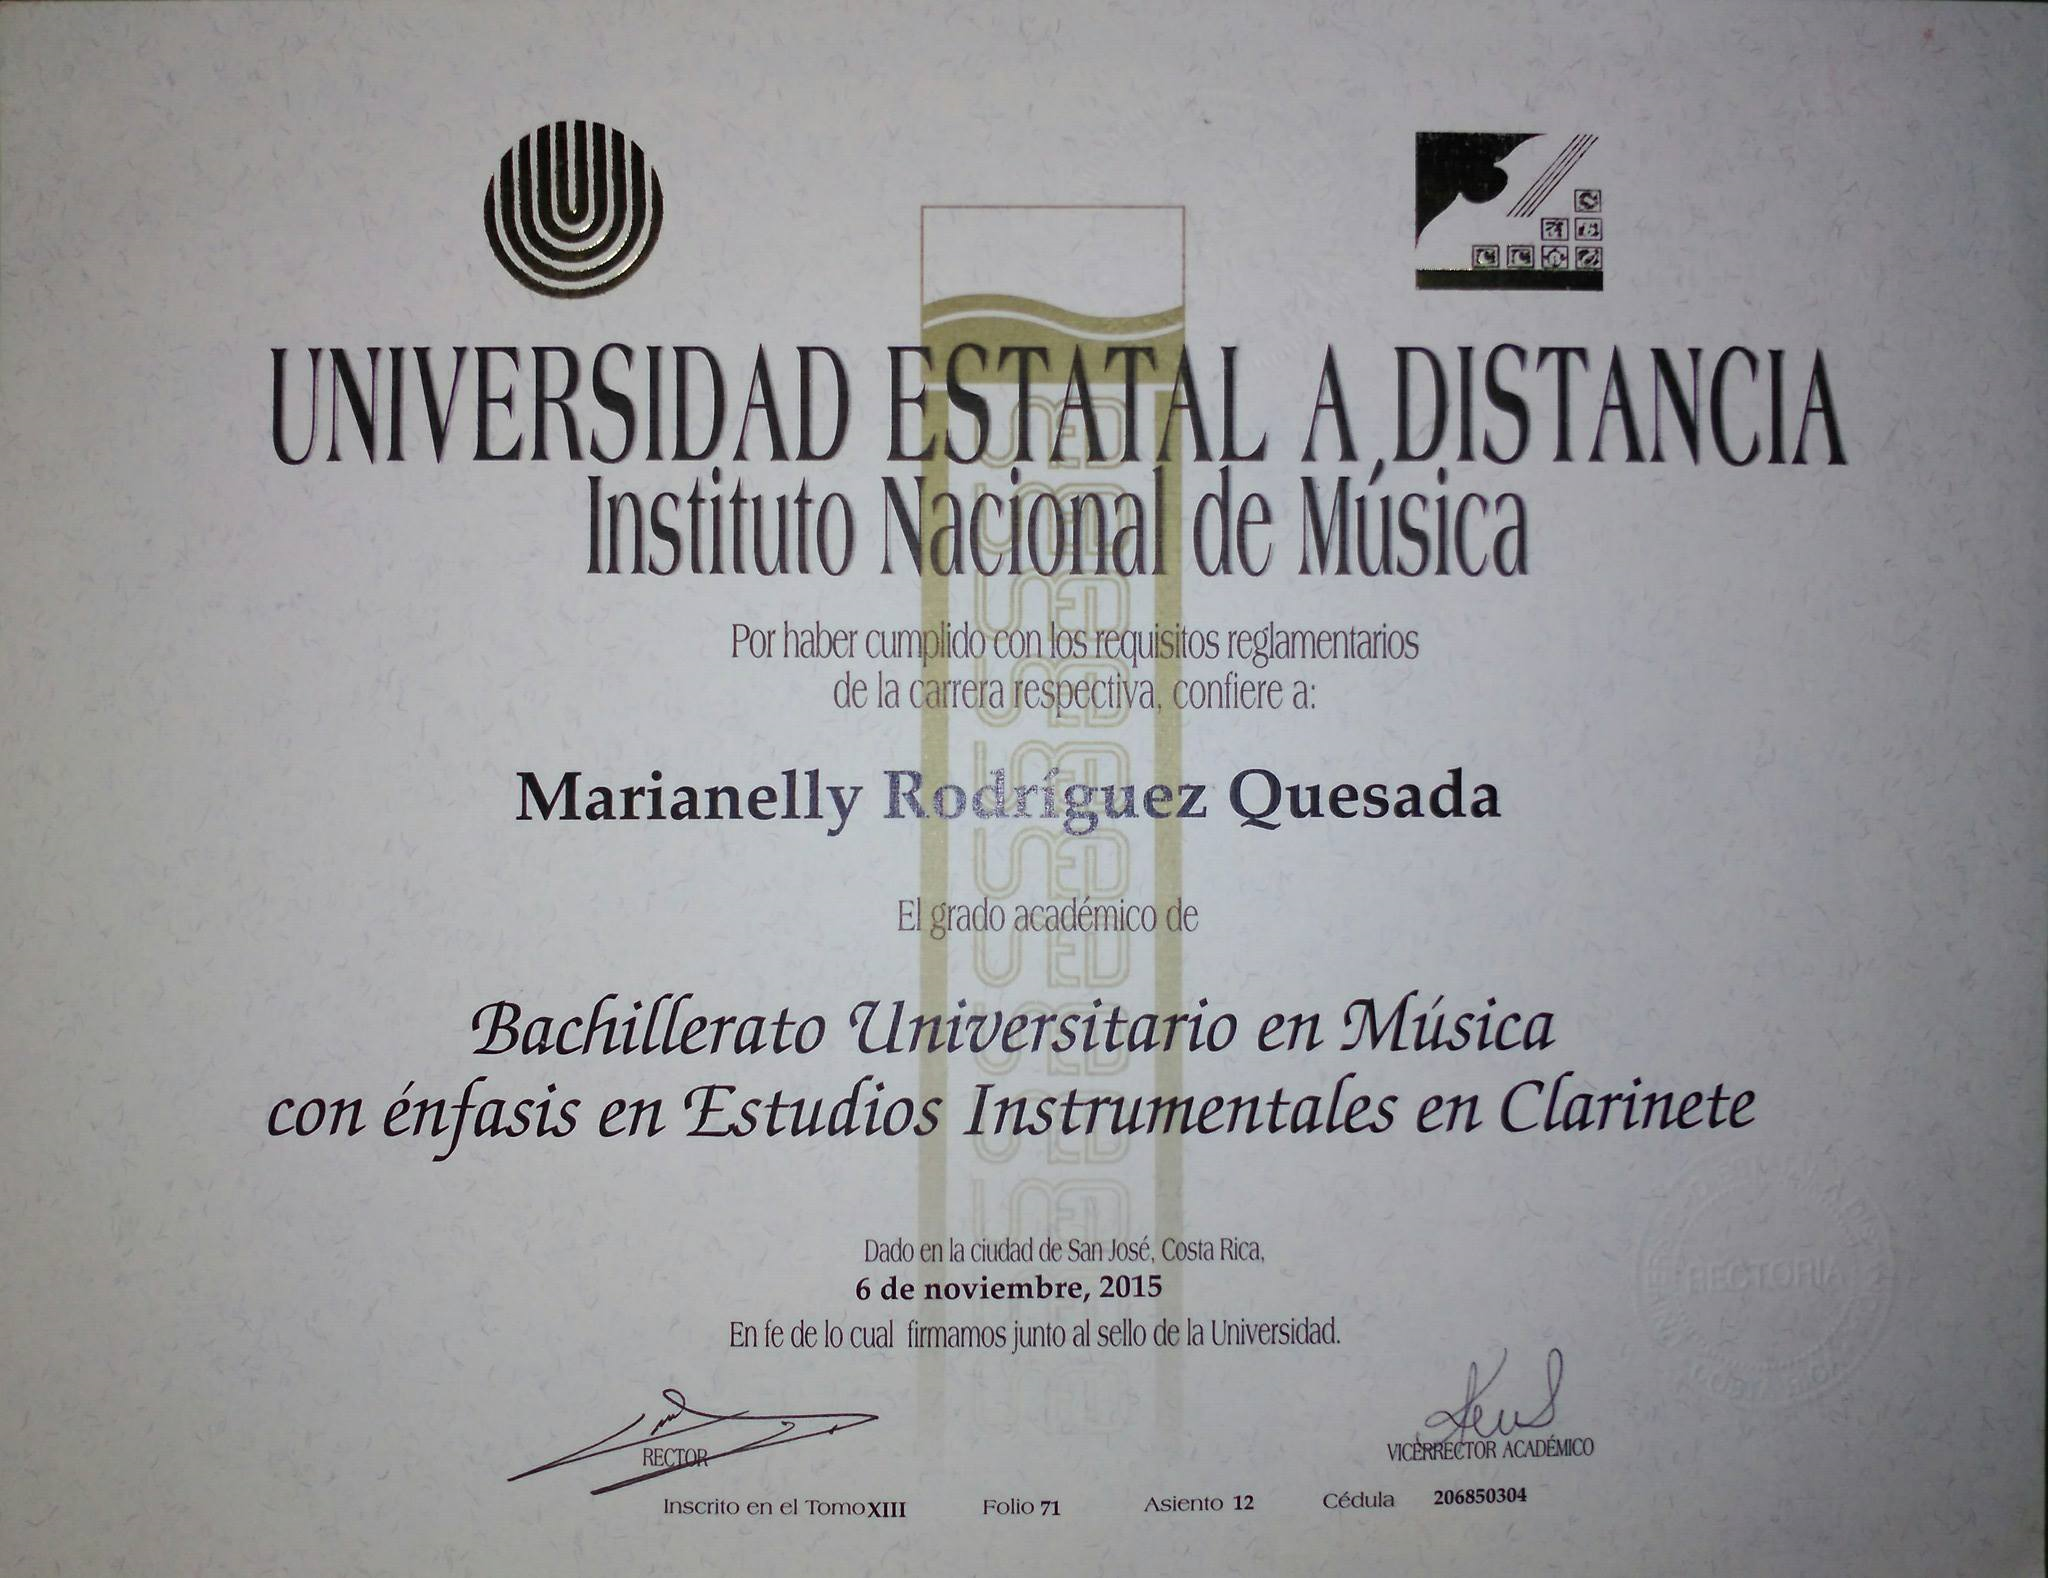 UNIVERSIDAD ESTATAL A DISTANCIA
Instituto Nacional de Música
Por haber cumplido con los requisitos reglamentarios
de la carrera respectiva, confiere a:
Marianelly Rodríguez Quesada
El grado académico de
Bachillerato Universitario en Música
con énfasis en Estudios Instrumentales en Clarinete
Dado en la ciudad de San José, Costa Rica,
6 de noviembre, 2015
En fe de lo cual firmamos junto al sello de la Universidad.
RECTORIA
RECTOR
VICERRECTOR ACADÉMICO
Inscrito en el Tomo XIII Folio 71 Asiento 12 Cédula 206850304